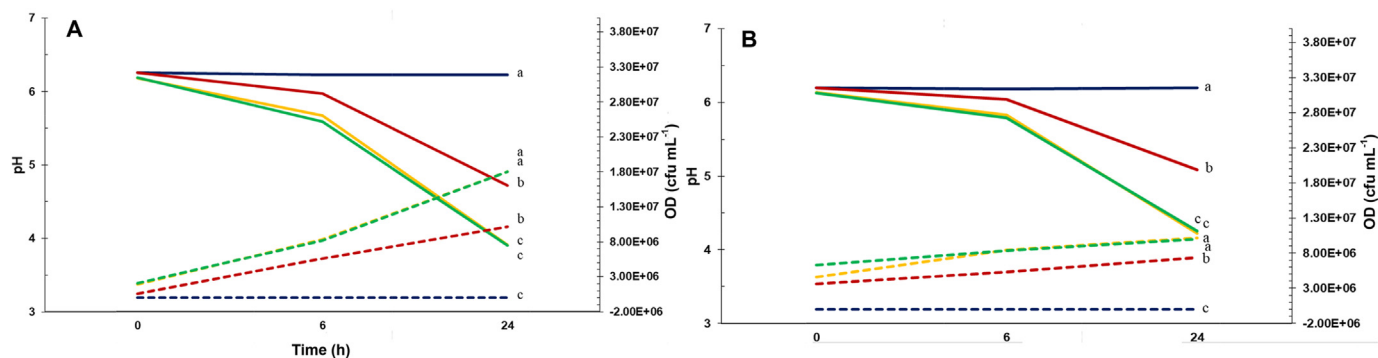 A
7
6
5
4
3
pH
0
6
24
Time (h)
a
a
a
b
b
c
c
c
3.80E+07
3.30E+07
2.80E+07
2.30E+07
1.80E+07
1.30E+07
8.00E+06
3.00E+06
-2.00E+06
OD (cfu mL⁻¹)
B
7
6
5
4
3
pH
0
6
24
a
b
c
c
a
a
b
c
3.80E+07
3.30E+07
2.80E+07
2.30E+07
1.80E+07
1.30E+07
8.00E+06
3.00E+06
-2.00E+06
OD (cfu mL⁻¹)